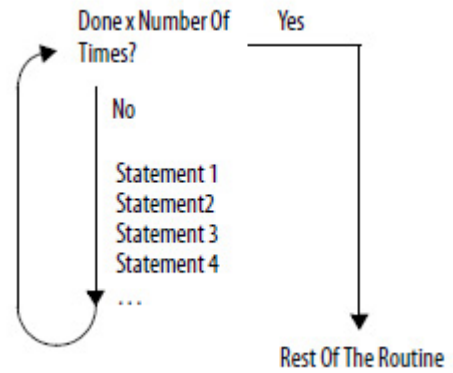 Done x Number Of
Times?
Yes
No
Statement 1
Statement2
Statement 3
Statement 4
...
Rest Of The Routine